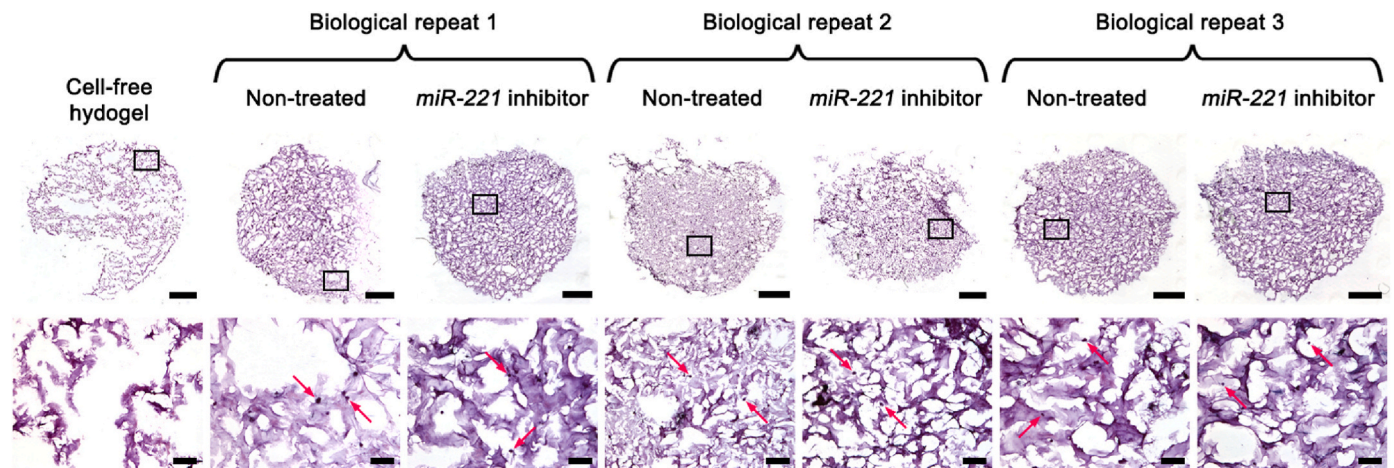 Biological repeat 1
Biological repeat 2
Biological repeat 3
Cell-free
hydogel
Non-treated
miR-221 inhibitor
Non-treated
miR-221 inhibitor
Non-treated
miR-221 inhibitor